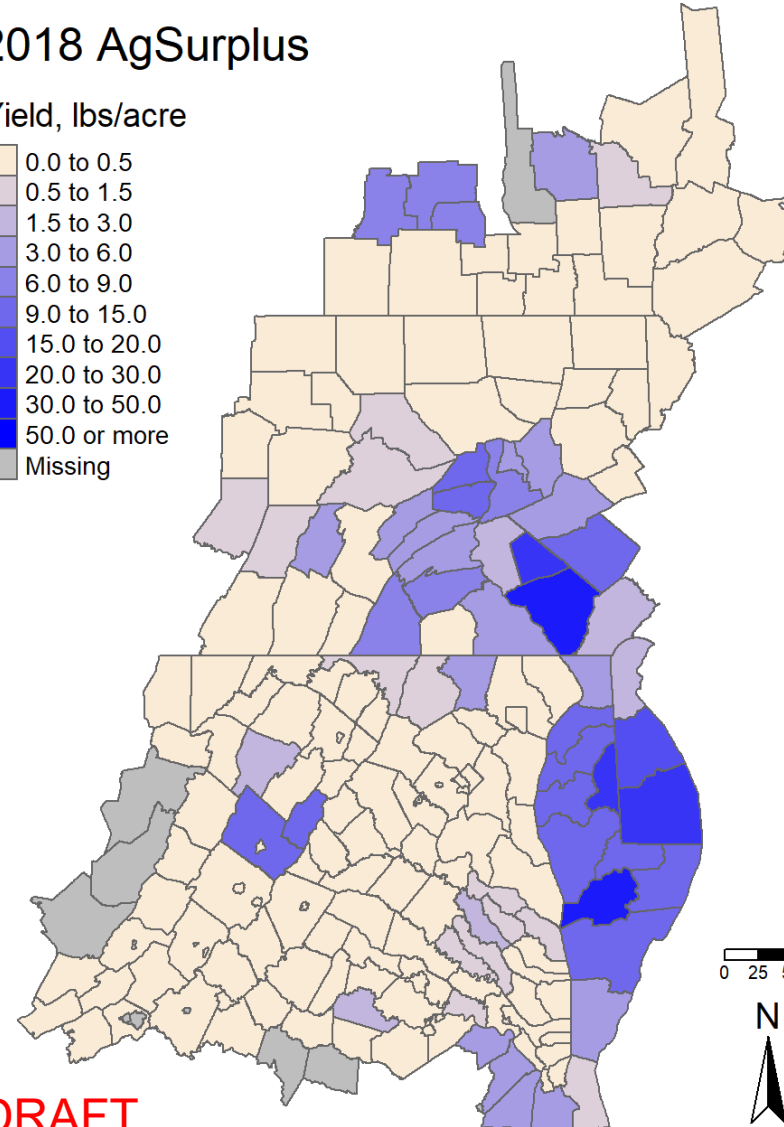 2018 AgSurplus
Yield, lbs/acre
0.0 to 0.5
0.5 to 1.5
1.5 to 3.0
3.0 to 6.0
6.0 to 9.0
9.0 to 15.0
15.0 to 20.0
20.0 to 30.0
30.0 to 50.0
50.0 or more
Missing
0 25
N
DRAFT